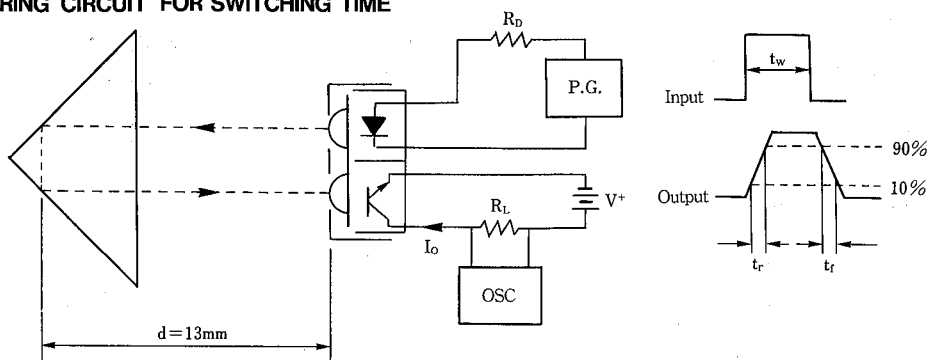 RING CIRCUIT FOR SWITCHING TIME
R_D
P.G.
V⁺
R_L
I_o
OSC
d=13mm
Input
t_w
90%
10%
Output
t_r
t_f